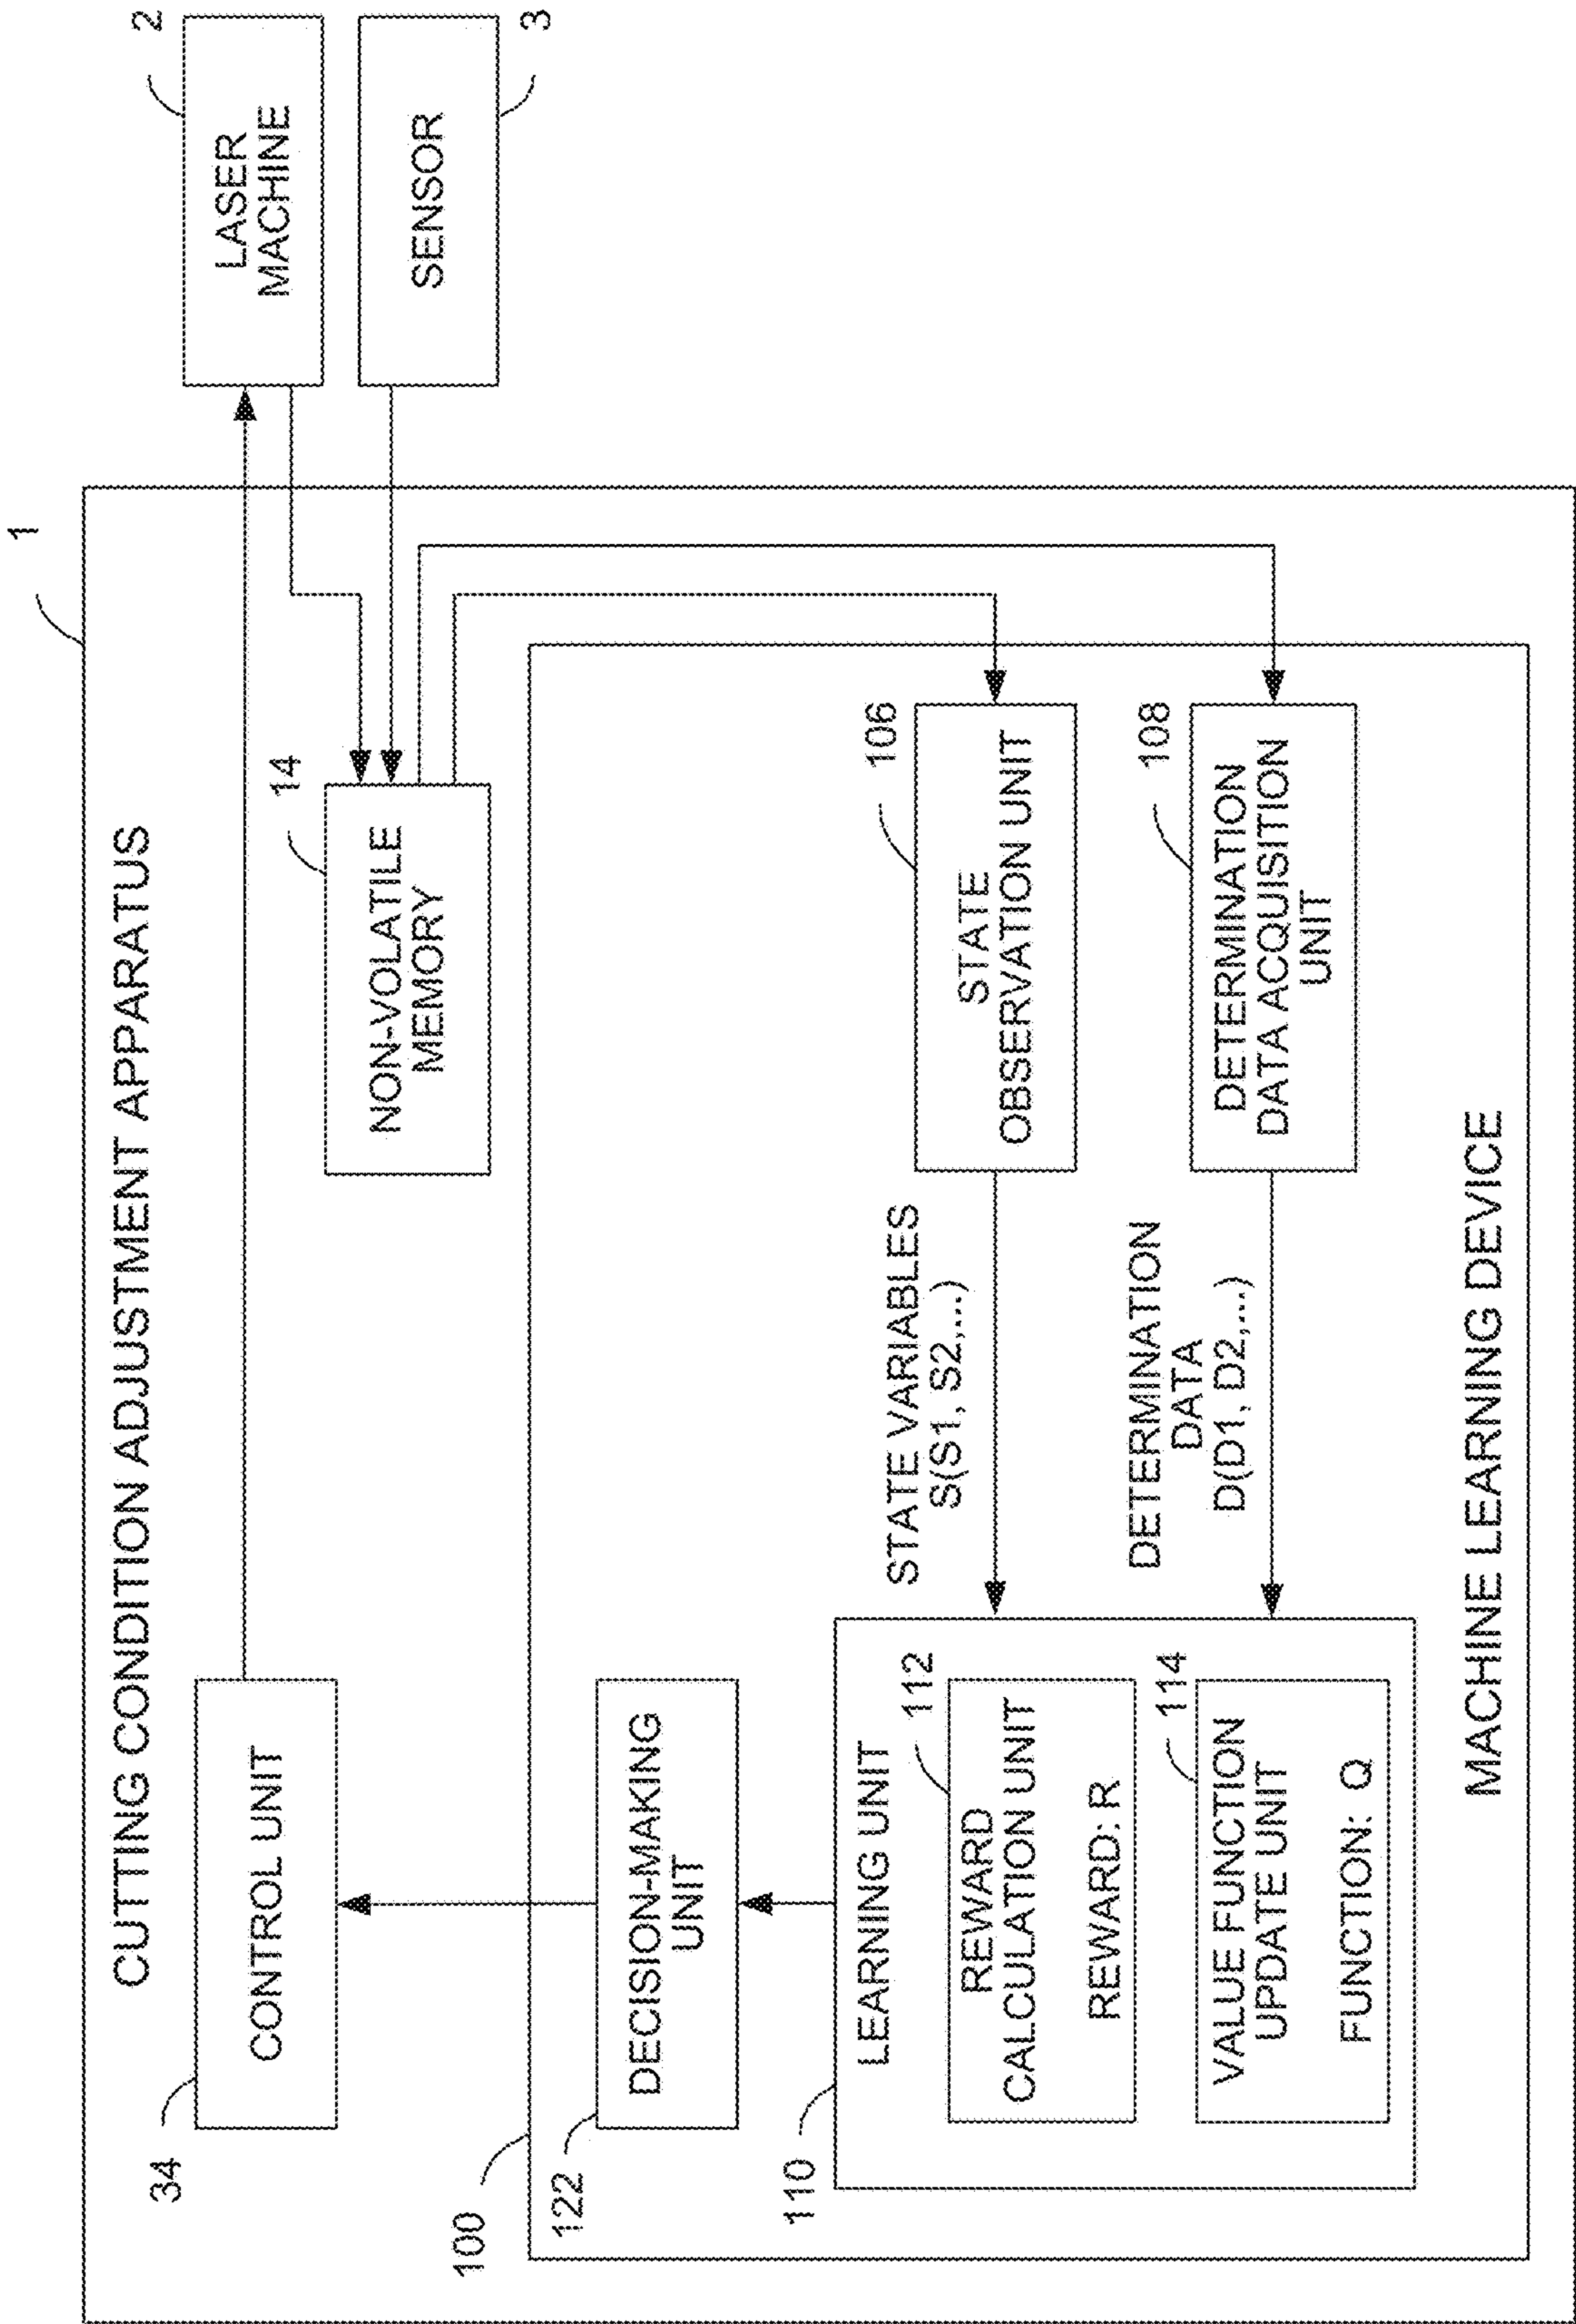 1
CUTTING CONDITION ADJUSTMENT APPARATUS
34
CONTROL UNIT
14
NON-VOLATILE
MEMORY
2
LASER
MACHINE
3
SENSOR
100
122
DECISION-MAKING
UNIT
110
LEARNING UNIT
112
REWARD
CALCULATION UNIT
REWARD: R
114
VALUE FUNCTION
UPDATE UNIT
FUNCTION: Q
STATE VARIABLES
S(S1, S2,...)
DETERMINATION
DATA
D(D1, D2,...)
106
STATE
OBSERVATION UNIT
108
DETERMINATION
DATA ACQUISITION
UNIT
MACHINE LEARNING DEVICE